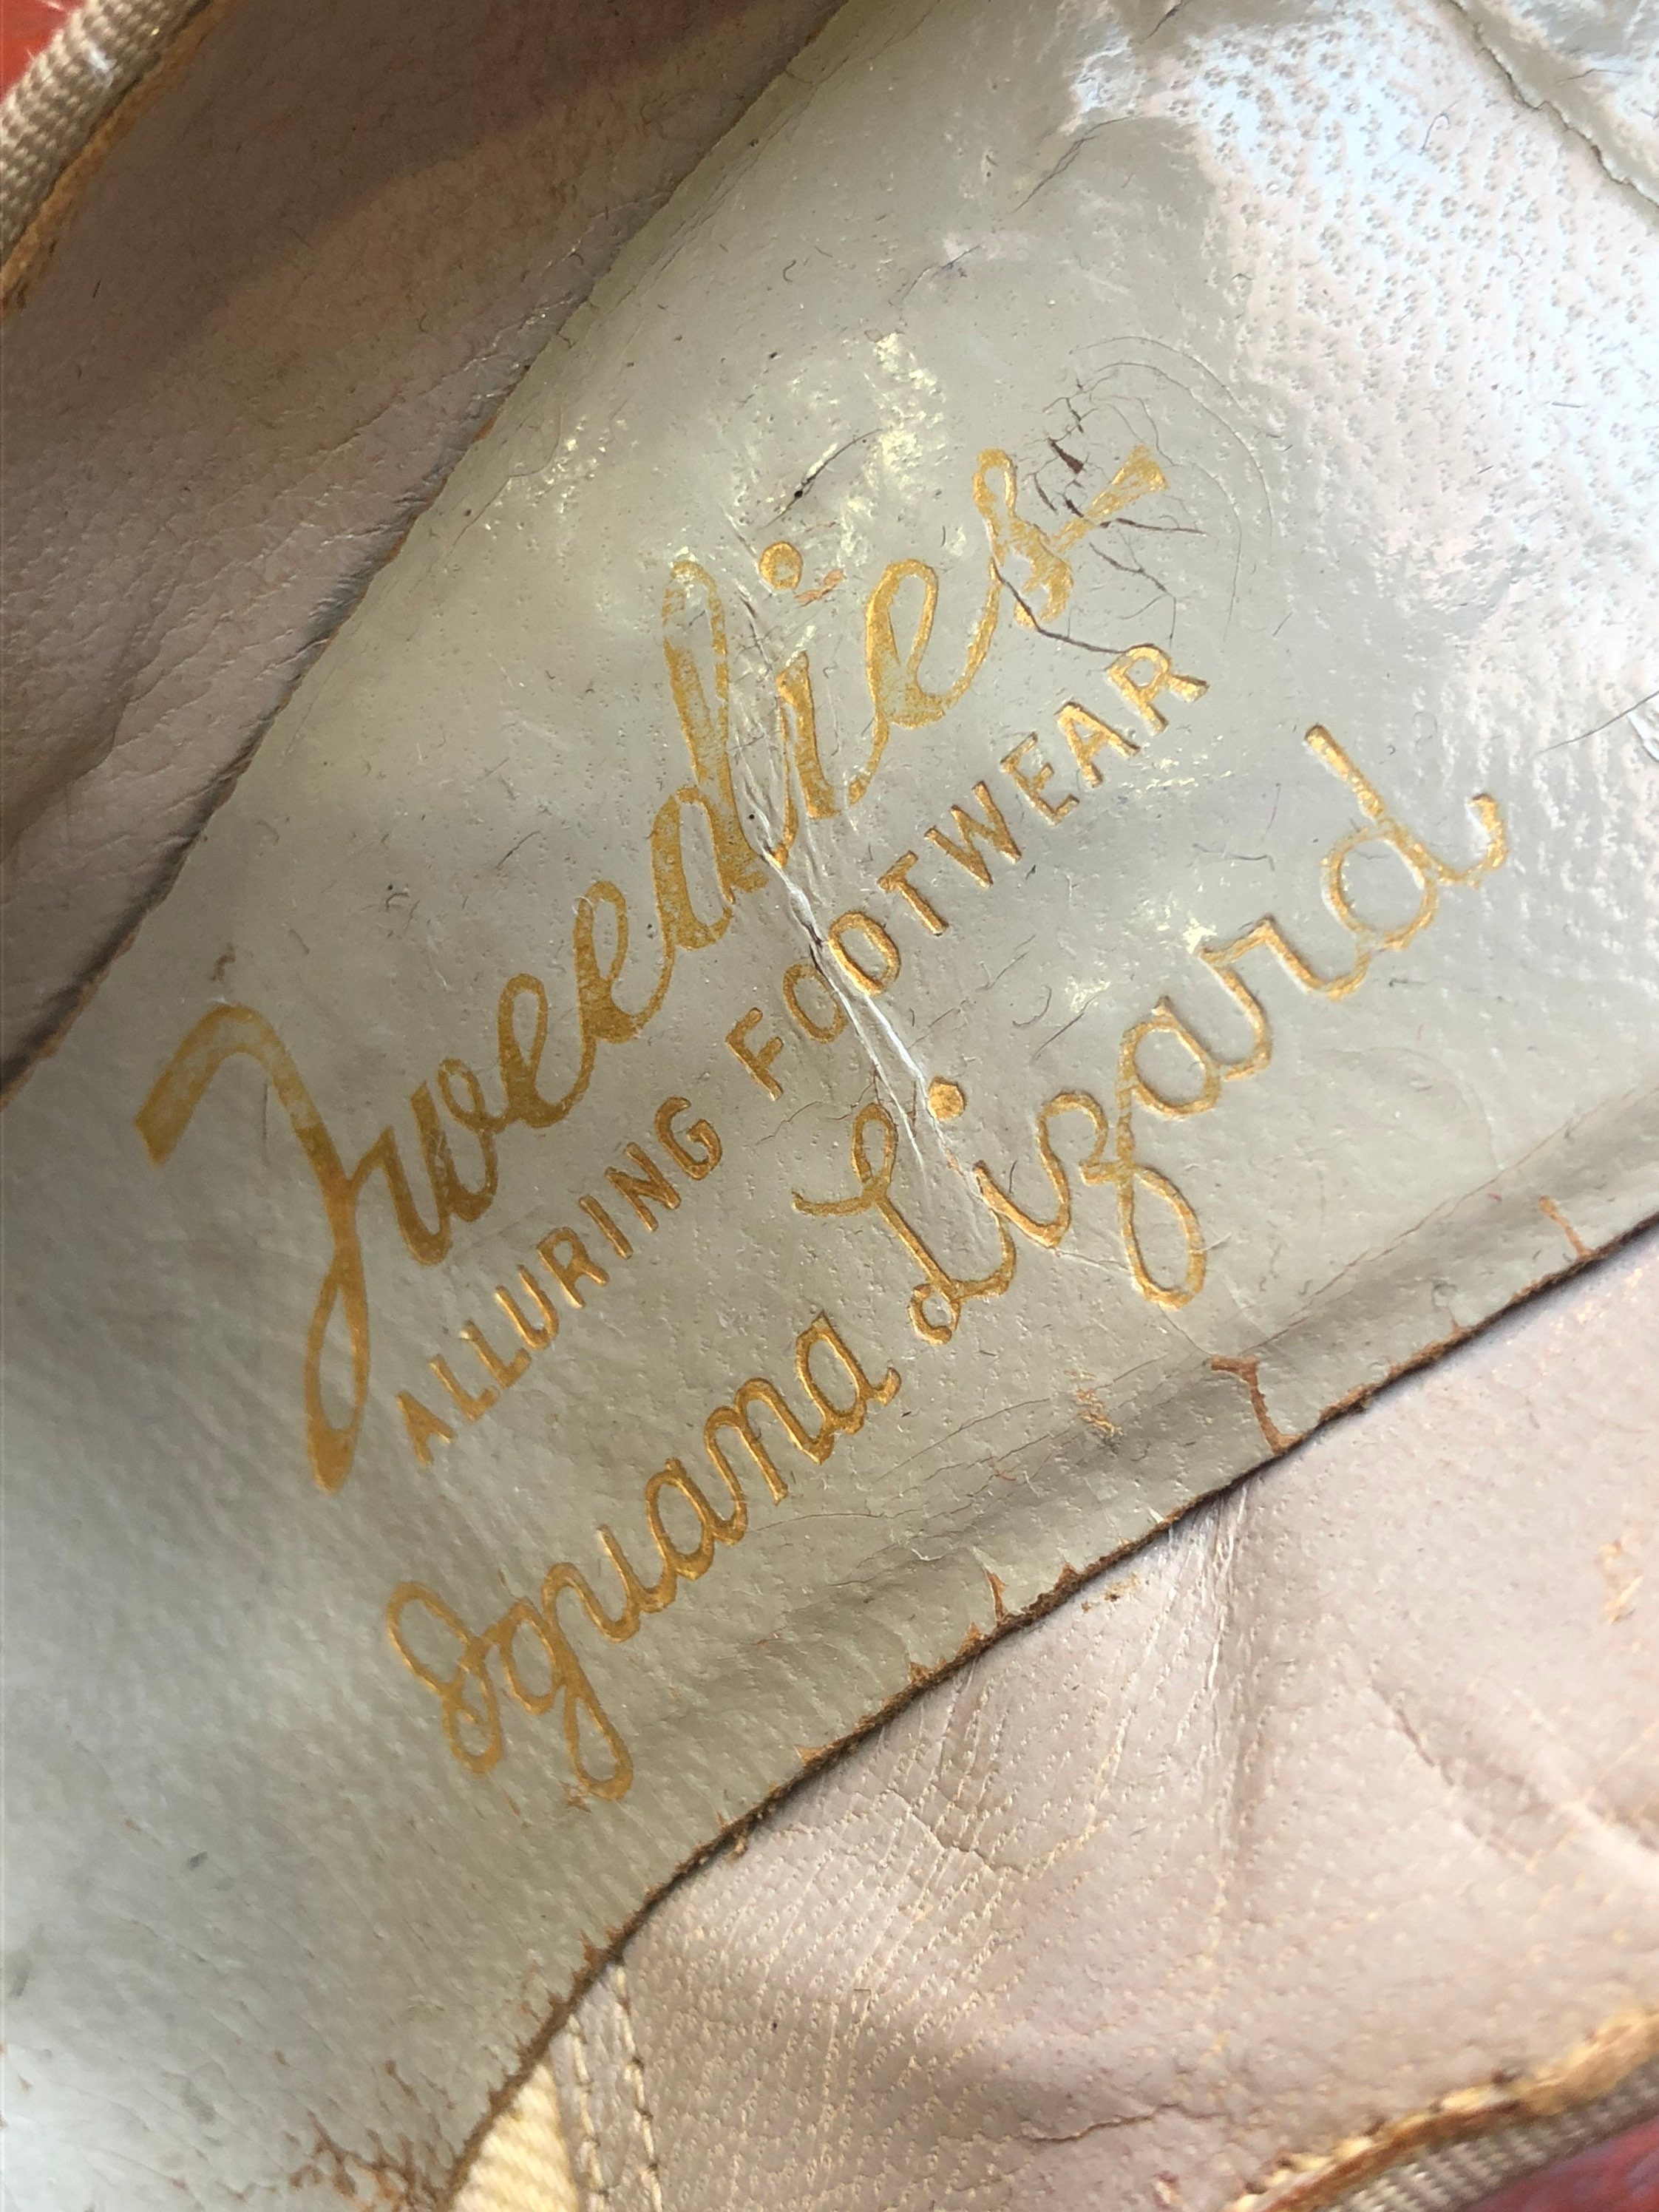 Tweedies
ALLURING FOOTWEAR
Iguana Lizard